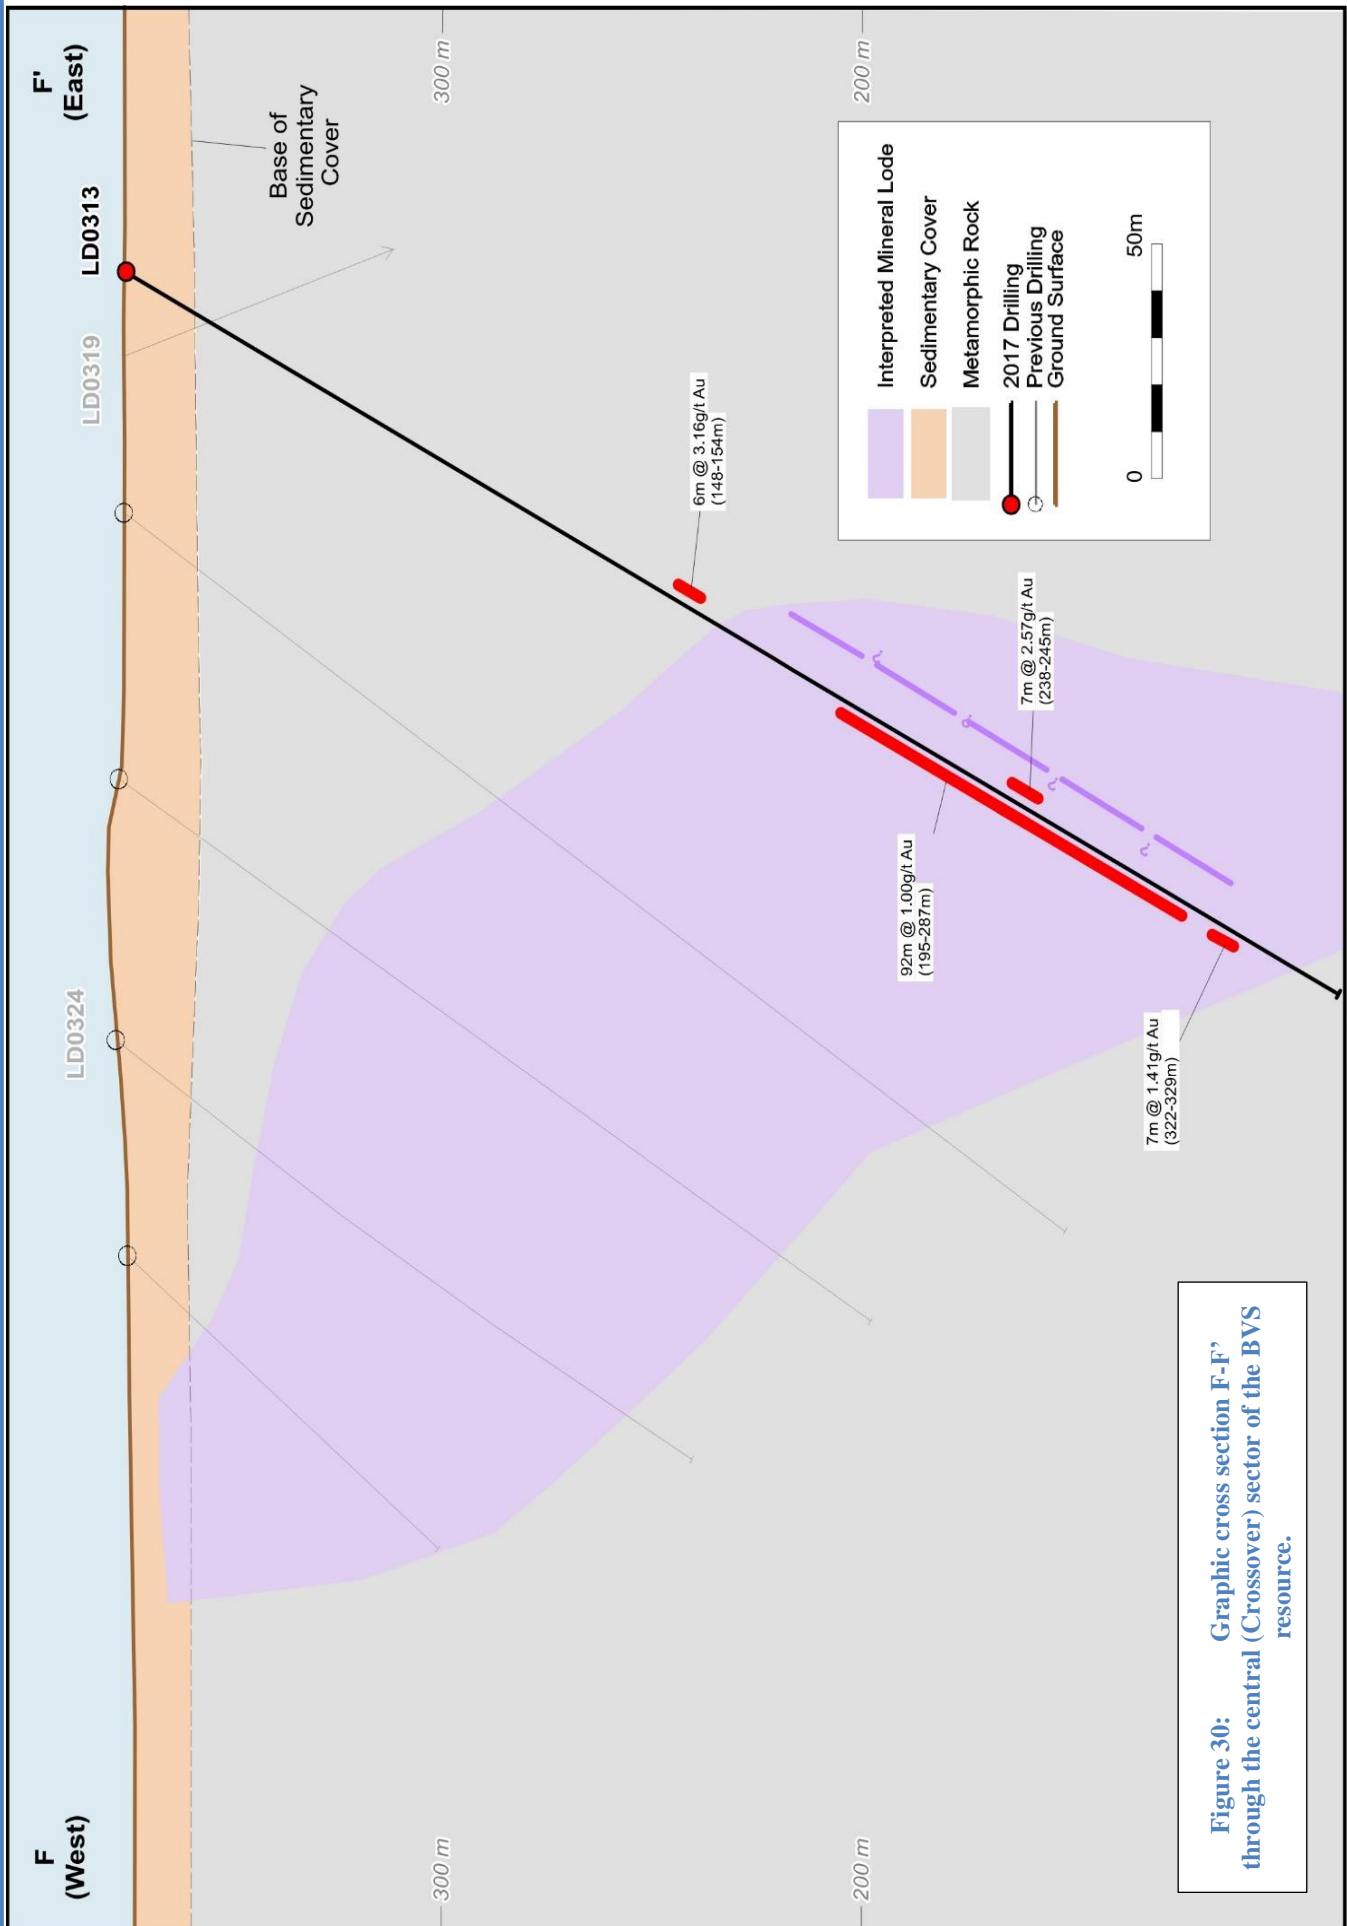 F
(West)
F'
(East)
LD0324
LD0319
LD0313
Base of
Sedimentary
Cover
300 m
300 m
200 m
200 m
6m @ 3.16g/t Au
(148-154m)
92m @ 1.00g/t Au
(195-287m)
7m @ 2.57g/t Au
(238-245m)
7m @ 1.41g/t Au
(322-329m)
?
?
?
?
Interpreted Mineral Lode
Sedimentary Cover
Metamorphic Rock
2017 Drilling
Previous Drilling
Ground Surface
0 50m
Figure 30: Graphic cross section F-F’
through the central (Crossover) sector of the BVS
resource.